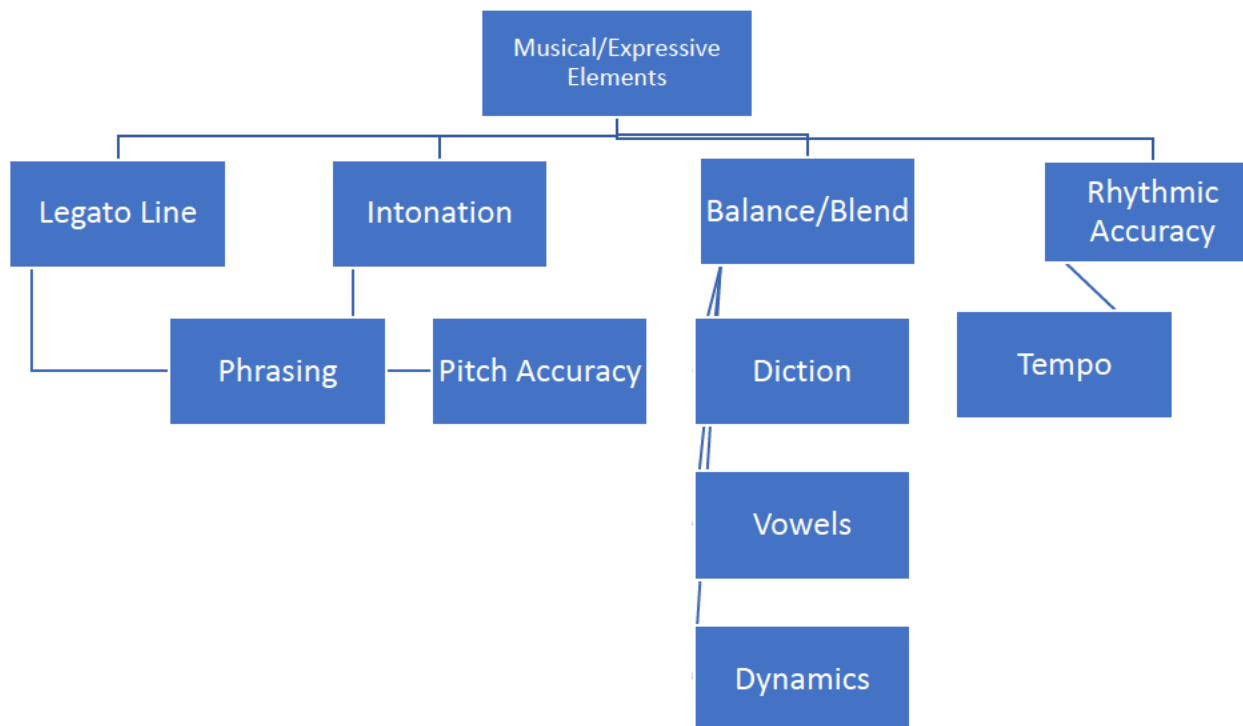 Musical/Expressive
Elements
Legato Line
Intonation
Balance/Blend
Rhythmic
Accuracy
Phrasing
Pitch Accuracy
Diction
Tempo
Vowels
Dynamics